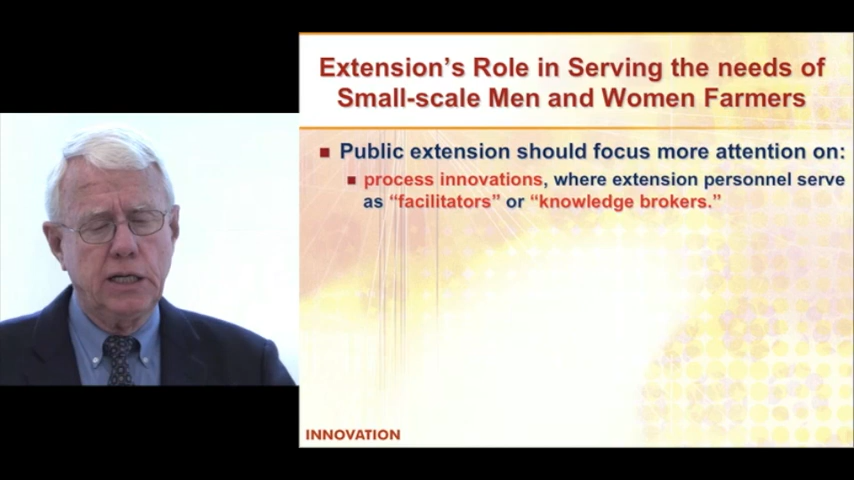 Extension’s Role in Serving the needs of
Small-scale Men and Women Farmers
Public extension should focus more attention on:
process innovations, where extension personnel serve
as “facilitators” or “knowledge brokers.”
INNOVATION